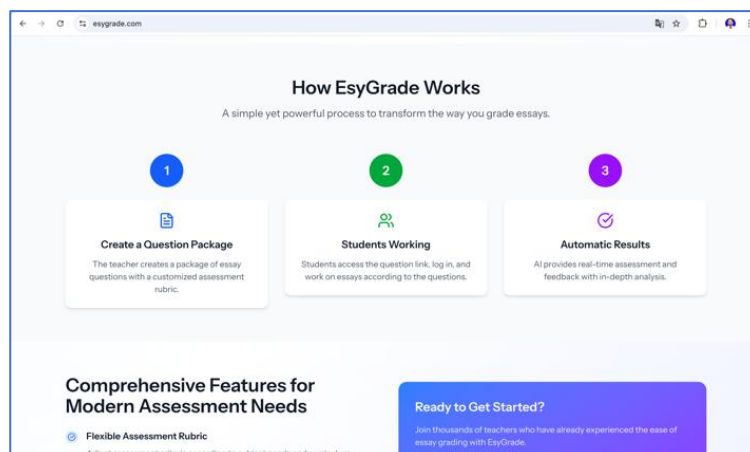 esygrade.com
How EsyGrade Works
A simple yet powerful process to transform the way you grade essays.
1
2
3
Create a Question Package
The teacher creates a package of essay
questions with a customized assessment
rubric.
Students Working
Students access the question link, log in, and
work on essays according to the questions.
Automatic Results
AI provides real-time assessment and
feedback with in-depth analysis.
Comprehensive Features for
Modern Assessment Needs
Flexible Assessment Rubric
Ready to Get Started?
Join thousands of teachers who have already experienced the ease of
essay grading with EsyGrade.